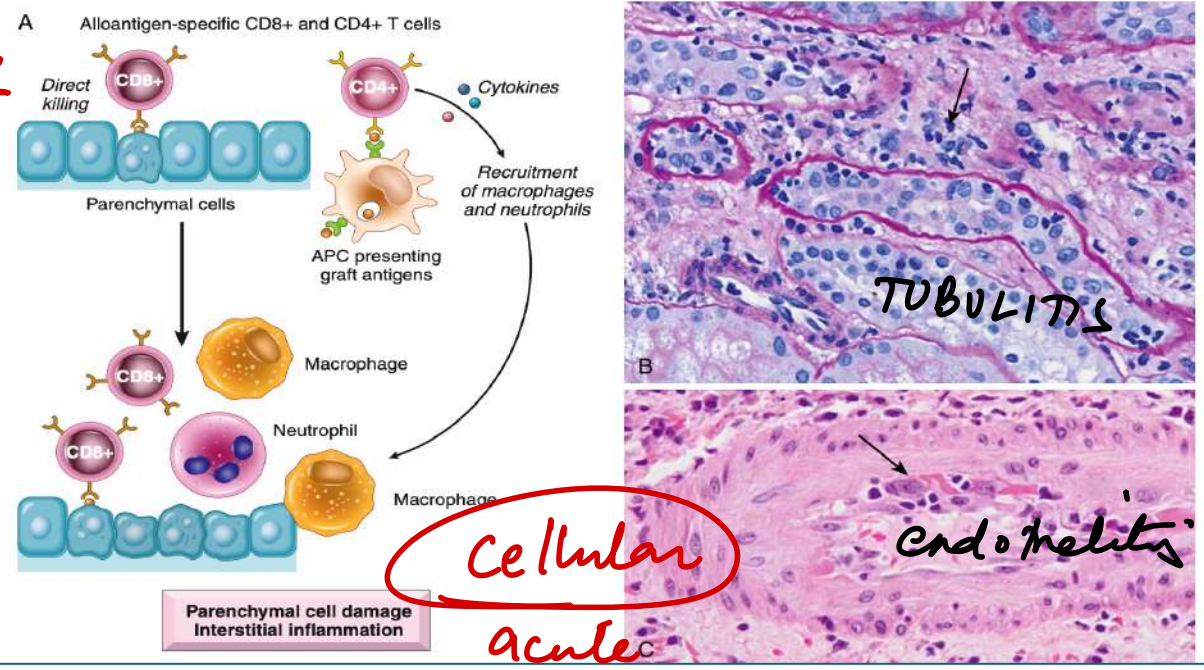 A
Alloantigen-specific CD8+ and CD4+ T cells
Direct
killing
CD8+
CD4+
Cytokines
Recruitment
of macrophages
and neutrophils
Parenchymal cells
APC presenting
graft antigens
CD8+
Macrophage
CD8+
Neutrophil
Macrophage
Parenchymal cell damage
Interstitial inflammation
cellular
acute
TUBULITIS
B
endothelitis
C